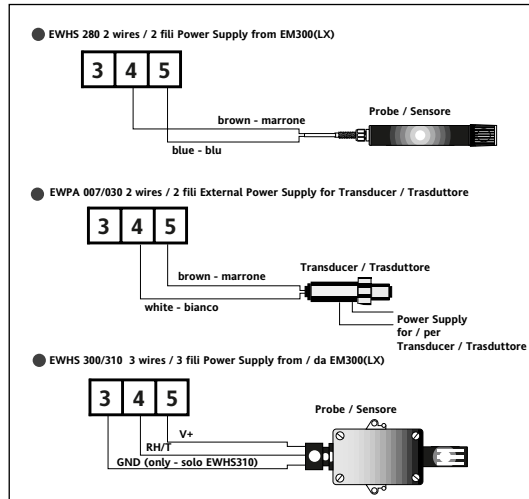 EWHS 280 2 wires / 2 fili Power Supply from EM300(LX)
3 4 5
brown - marrone
blue - blu
Probe / Sensore
EWPA 007/030 2 wires / 2 fili External Power Supply for Transducer / Trasduttore
3 4 5
brown - marrone
white - bianco
Transducer / Trasduttore
Power Supply
for / per
Transducer / Trasduttore
EWHS 300/310 3 wires / 3 fili Power Supply from / da EM300(LX)
3 4 5
V+
RH/T
GND (only - solo EWHS310)
Probe / Sensore